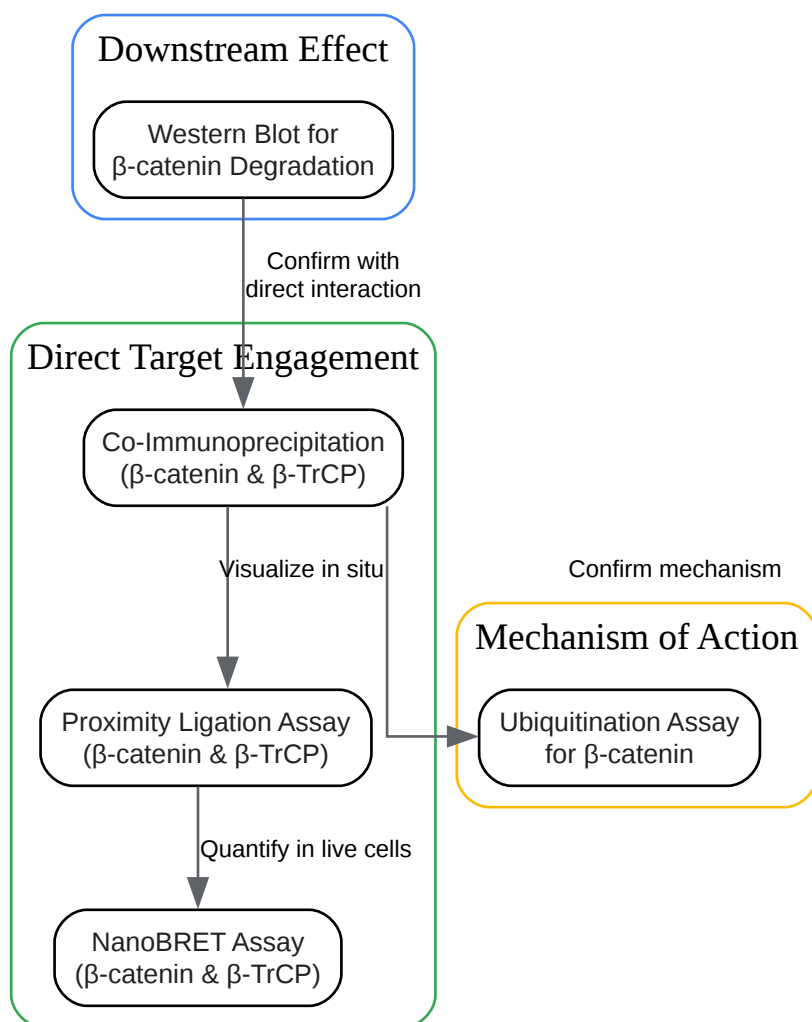 Downstream Effect
Western Blot for
β-catenin Degradation
Confirm with
direct interaction
Direct Target Engagement
Co-Immunoprecipitation
(β-catenin & β-TrCP)
Visualize in situ
Confirm mechanism
Mechanism of Action
Proximity Ligation Assay
(β-catenin & β-TrCP)
Ubiquitination Assay
for β-catenin
Quantify in live cells
NanoBRET Assay
(β-catenin & β-TrCP)